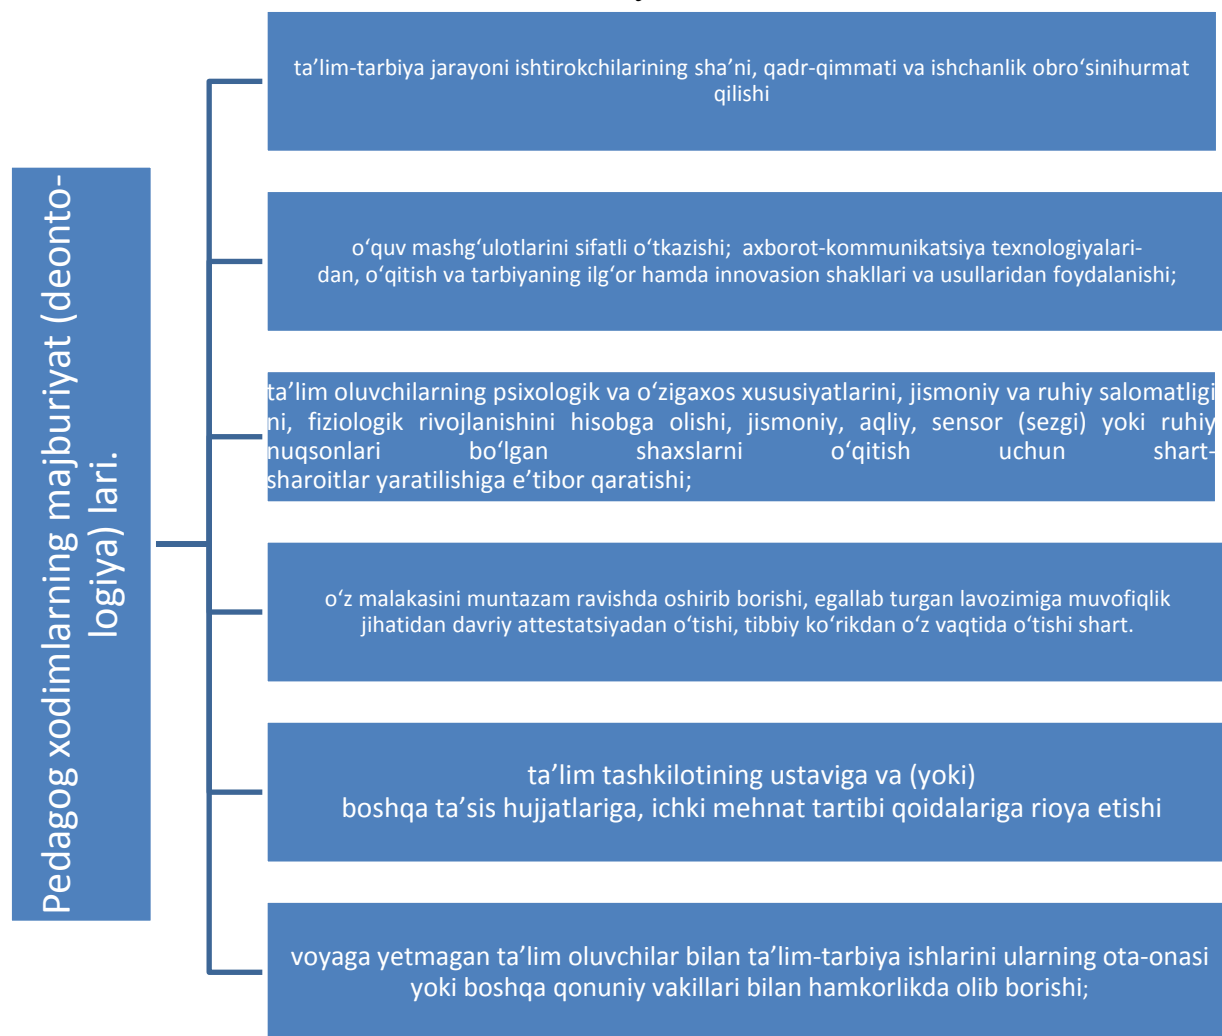 Pedagog xodimlarning majburiyat (deonto-
logiya) lari.
ta’lim-tarbiya jarayoni ishtirokchilarining sha’ni, qadr-qimmati va ishchanlik obro‘sinihurmat
qilishi
o‘quv mashg‘ulotlarini sifatli o‘tkazishi; axborot-kommunikatsiya texnologiyalari-
dan, o‘qitish va tarbiyaning ilg‘or hamda innovasion shakllari va usullaridan foydalanishi;
ta’lim oluvchilarning psixologik va o‘zigaxos xususiyatlarini, jismoniy va ruhiy salomatligi
ni, fiziologik rivojlanishini hisobga olishi, jismoniy, aqliy, sensor (sezgi) yoki ruhiy
nuqsonlari bo‘lgan shaxslarni o‘qitish uchun shart-
sharoitlar yaratilishiga e’tibor qaratishi;
o‘z malakasini muntazam ravishda oshirib borishi, egallab turgan lavozimiga muvofiqlik
jihatidan davriy attestatsiyadan o‘tishi, tibbiy ko‘rikdan o‘z vaqtida o‘tishi shart.
ta’lim tashkilotining ustaviga va (yoki)
boshqa ta’sis hujjatlariga, ichki mehnat tartibi qoidalariga rioya etishi
voyaga yetmagan ta’lim oluvchilar bilan ta’lim-tarbiya ishlarini ularning ota-onasi
yoki boshqa qonuniy vakillari bilan hamkorlikda olib borishi;